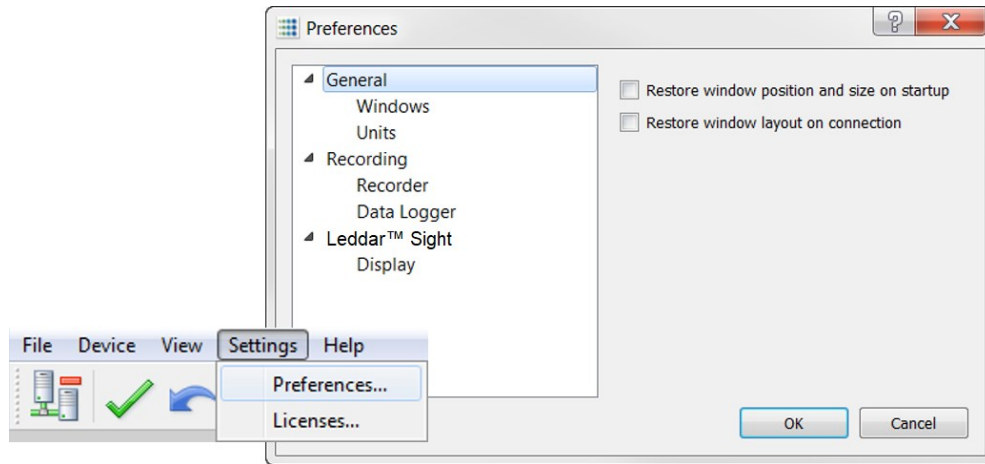 Preferences
?
X
General
Windows
Units
Recording
Recorder
Data Logger
Leddar™ Sight
Display
Restore window position and size on startup
Restore window layout on connection
File Device View Settings Help
Preferences...
Licenses...
OK Cancel